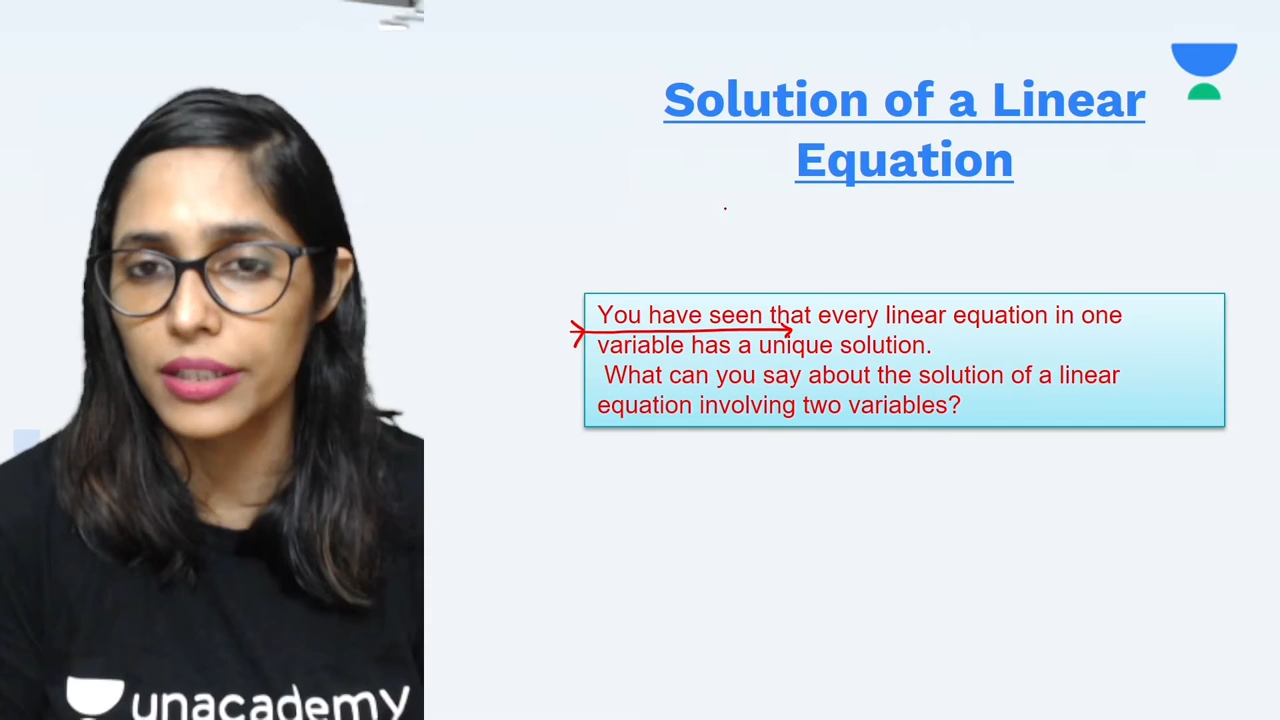 Solution of a Linear
Equation
You have seen that every linear equation in one
variable has a unique solution.
What can you say about the solution of a linear
equation involving two variables?
unacademy